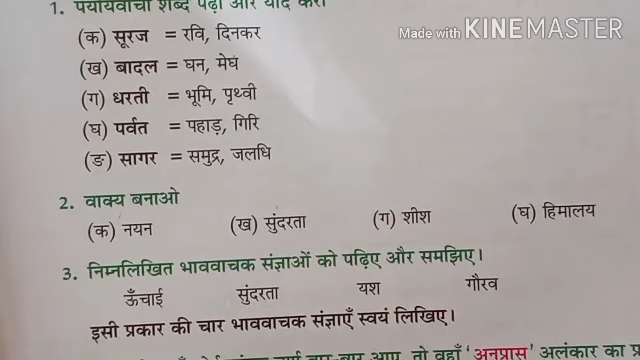 1. पर्यायवाची शब्द पढ़ो और याद करो
Made with KINEMASTER
(क) सूरज = रवि, दिनकर
(ख) बादल = घन, मेघ
(ग) धरती = भूमि, पृथ्वी
(घ) पर्वत = पहाड़, गिरि
(ङ) सागर = समुद्र, जलधि
2. वाक्य बनाओ
(क) नयन (ख) सुंदरता (ग) शीश (घ) हिमालय
3. निम्नलिखित भाववाचक संज्ञाओं को पढ़िए और समझिए।
ऊँचाई सुंदरता यश गौरव
इसी प्रकार की चार भाववाचक संज्ञाएँ स्वयं लिखिए।
बार-बार आए, तो वहाँ 'अनुप्रास' अलंकार का